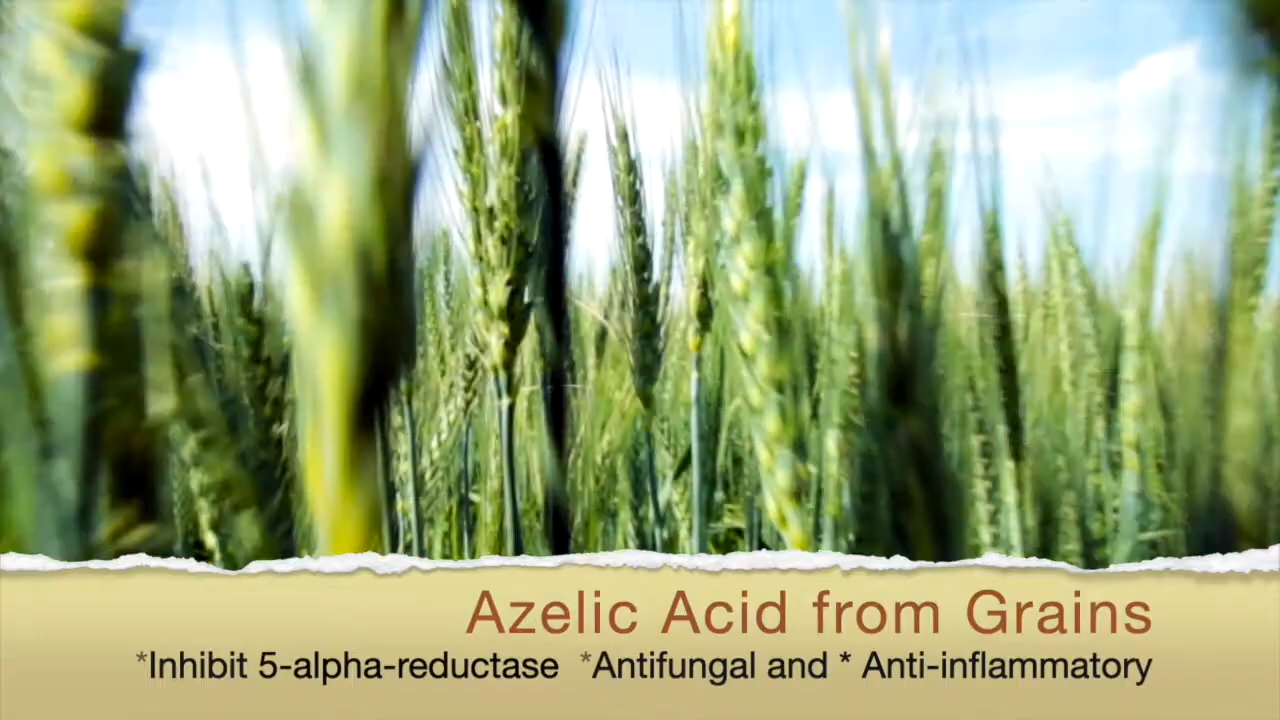 Azelic Acid from Grains
*Inhibit 5-alpha-reductase *Antifungal and * Anti-inflammatory